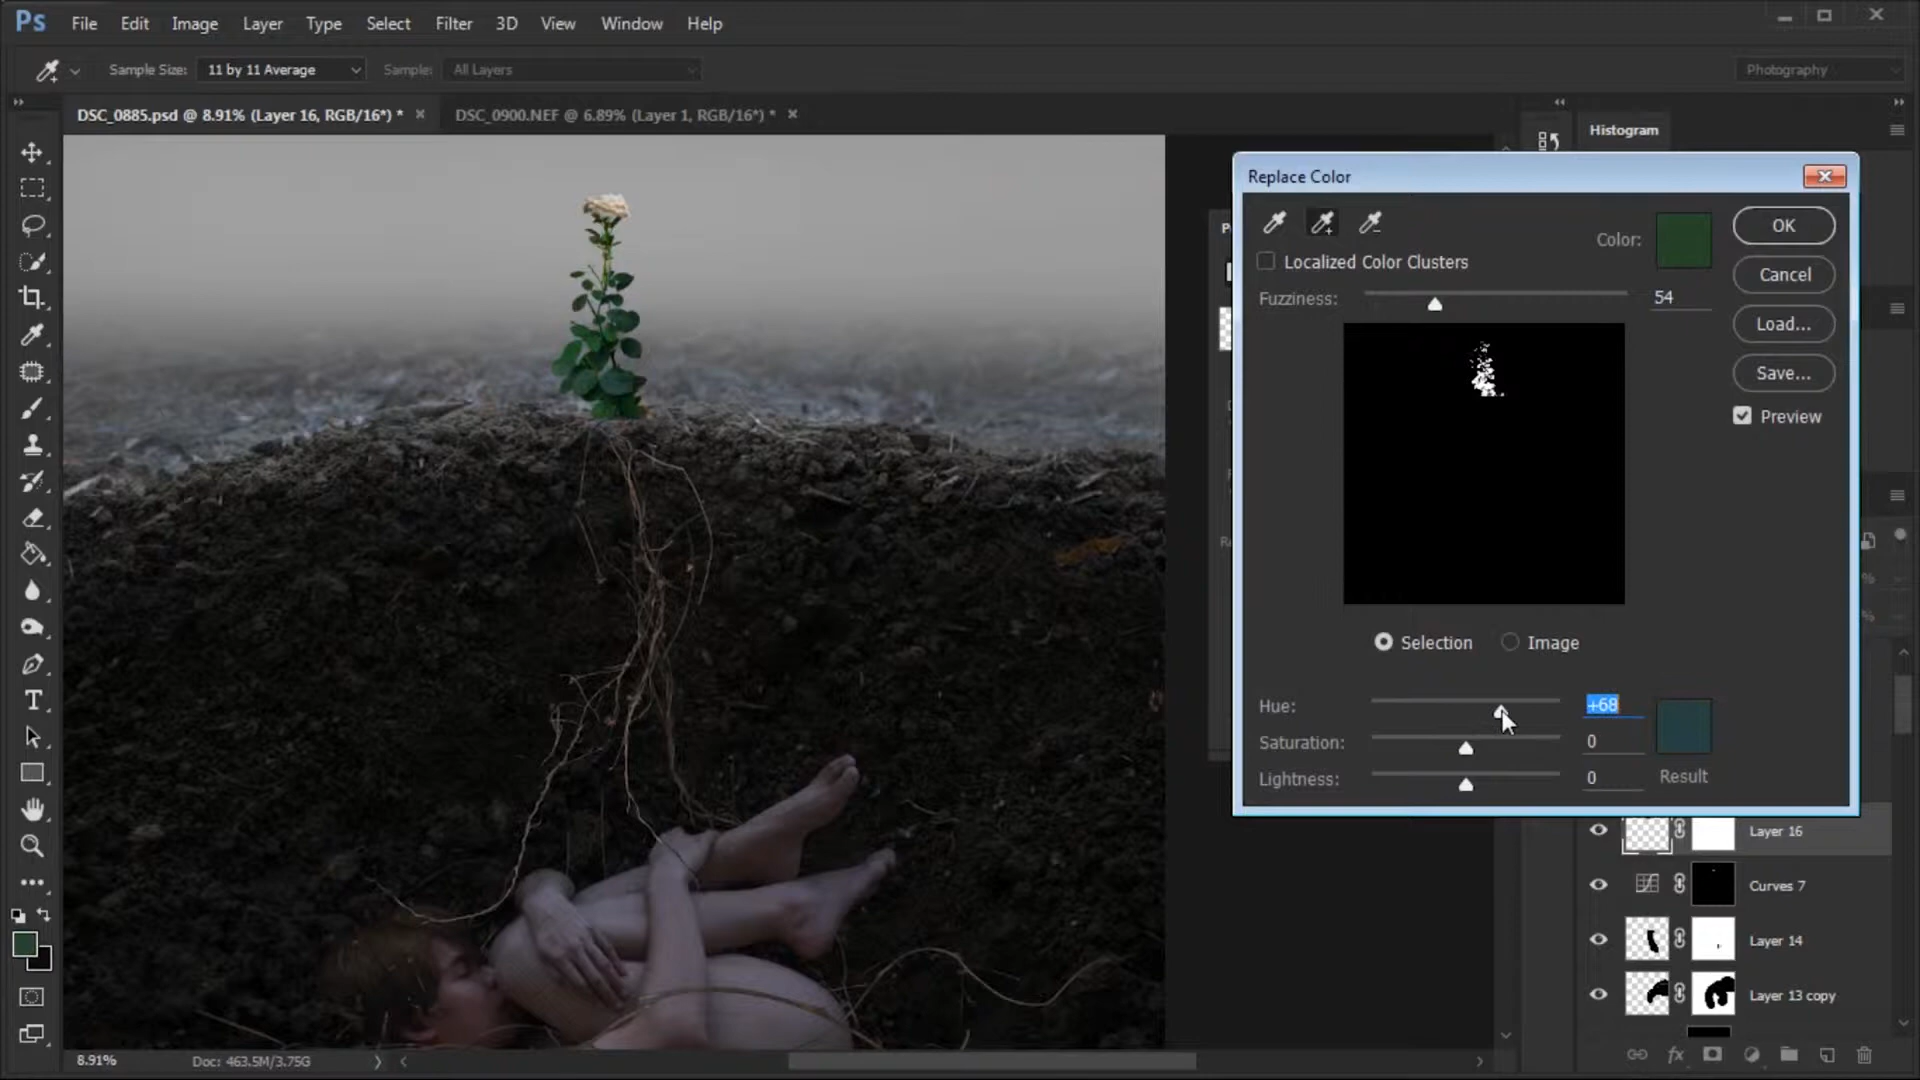 Ps File Edit Image Layer Type Select Filter 3D View Window Help
Sample Size: 11 by 11 Average Sample: All Layers Photography
DSC_0885.psd @ 8.91% (Layer 16, RGB/16*) * × DSC_0900.NEF @ 6.89% (Layer 1, RGB/16*) * ×
Histogram
Replace Color
Color:
OK
Localized Color Clusters
Cancel
Fuzziness: 54
Load...
Save...
Preview
Selection Image
Hue: +68
Saturation: 0
Lightness: 0 Result
Layer 16
Curves 7
Layer 14
Layer 13 copy
8.91% Doc: 463.5M/3.75G
fx